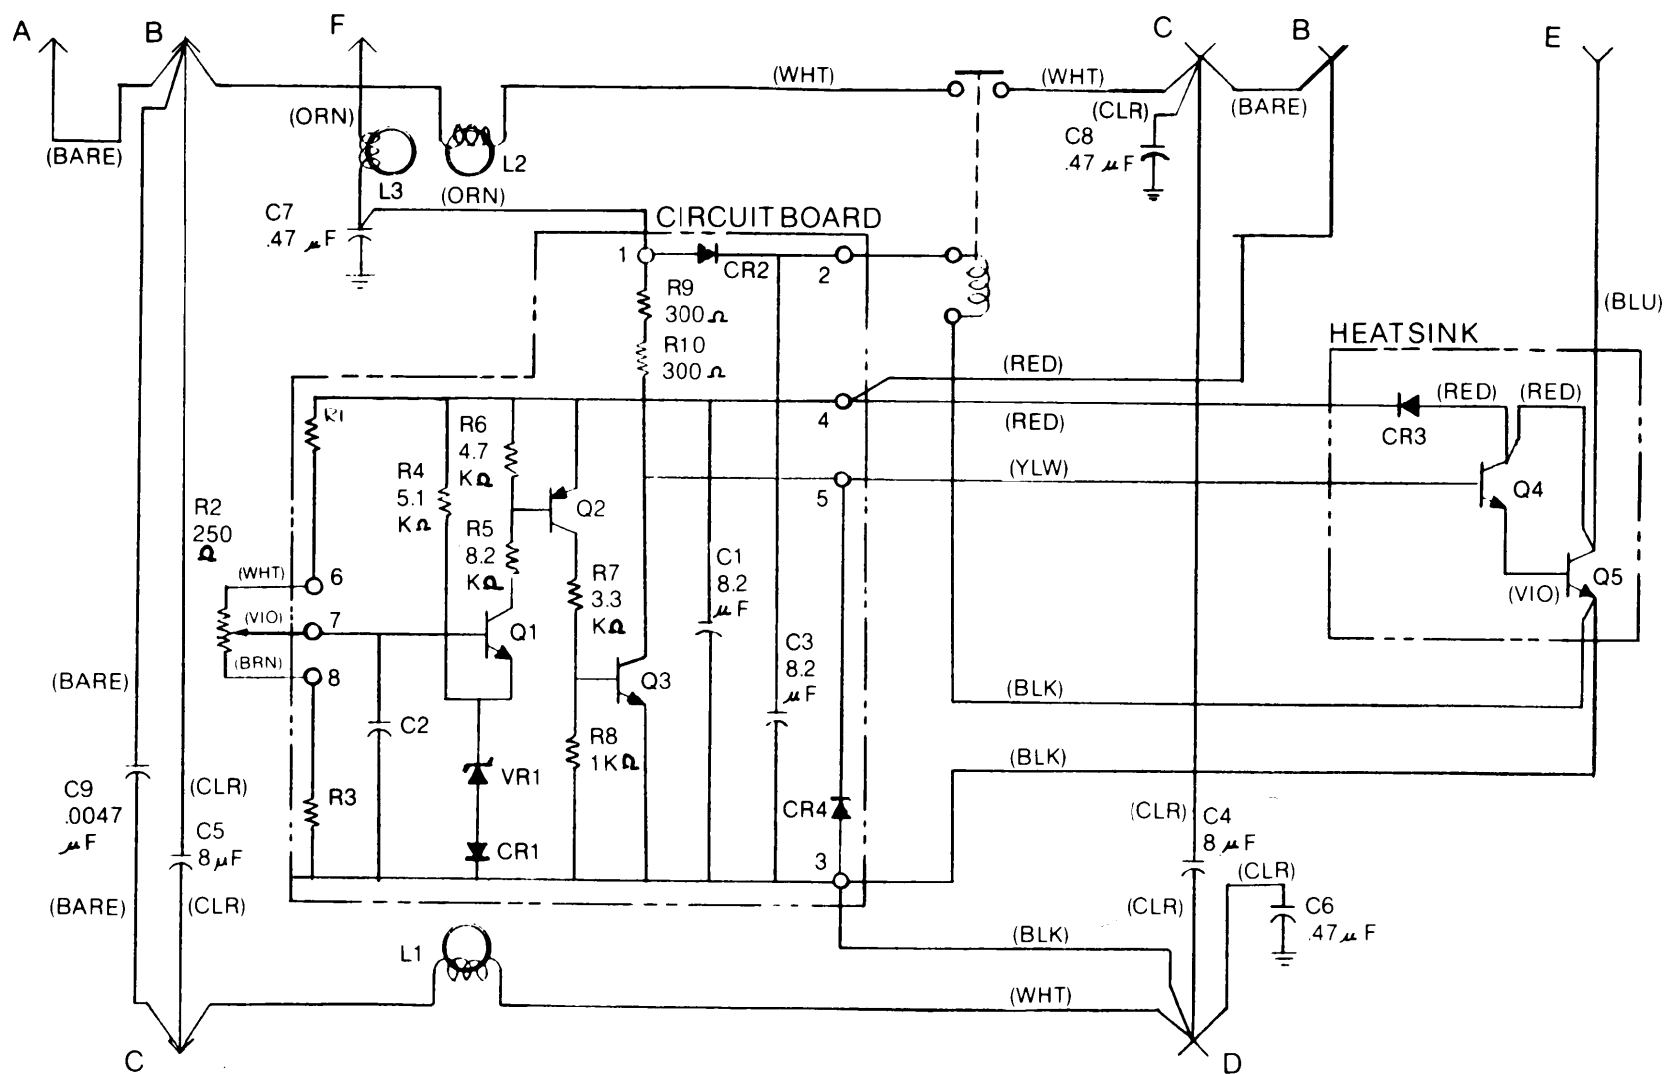 A
B
F
C
B
E
(WHT)
(WHT)
(CLR)
(BARE)
(ORN)
(BARE)
C8
.47 μF
L2
L3
(ORN)
C7
.47 μF
CIRCUIT BOARD
1
CR2
2
R9
300Ω
R10
300Ω
(BLU)
HEATSINK
(RED)
(RED)
(RED)
(RED)
4
CR3
R1
R6
4.7
KΩ
R4
5.1
KΩ
(YLW)
5
Q4
Q2
R2
250
Ω
R5
8.2
KΩ
C1
8.2
μF
R7
3.3
KΩ
Q5
(VIO)
(WHT)
6
(VIO)
7
Q1
(BRN)
8
C3
8.2
μF
Q3
(BARE)
(BLK)
C2
R8
1KΩ
(BLK)
VR1
C9
.0047
μF
(CLR)
R3
CR4
(CLR)
C4
8 μF
C5
8μF
CR1
3
(CLR)
(BARE)
(CLR)
(CLR)
C6
.47μF
(BLK)
L1
(WHT)
C
D